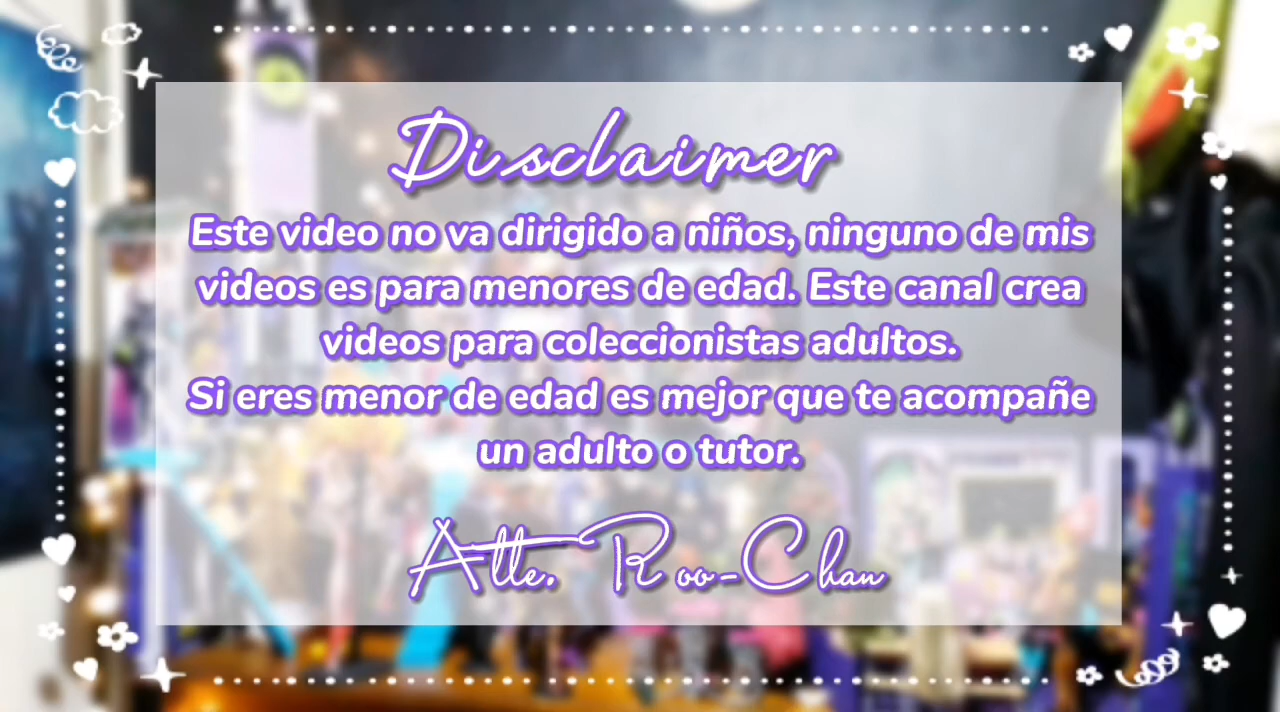 Disclaimer
Este video no va dirigido a niños, ninguno de mis
videos es para menores de edad. Este canal crea
videos para coleccionistas adultos.
Si eres menor de edad es mejor que te acompañe
un adulto o tutor.
Atte. Roo-Chan